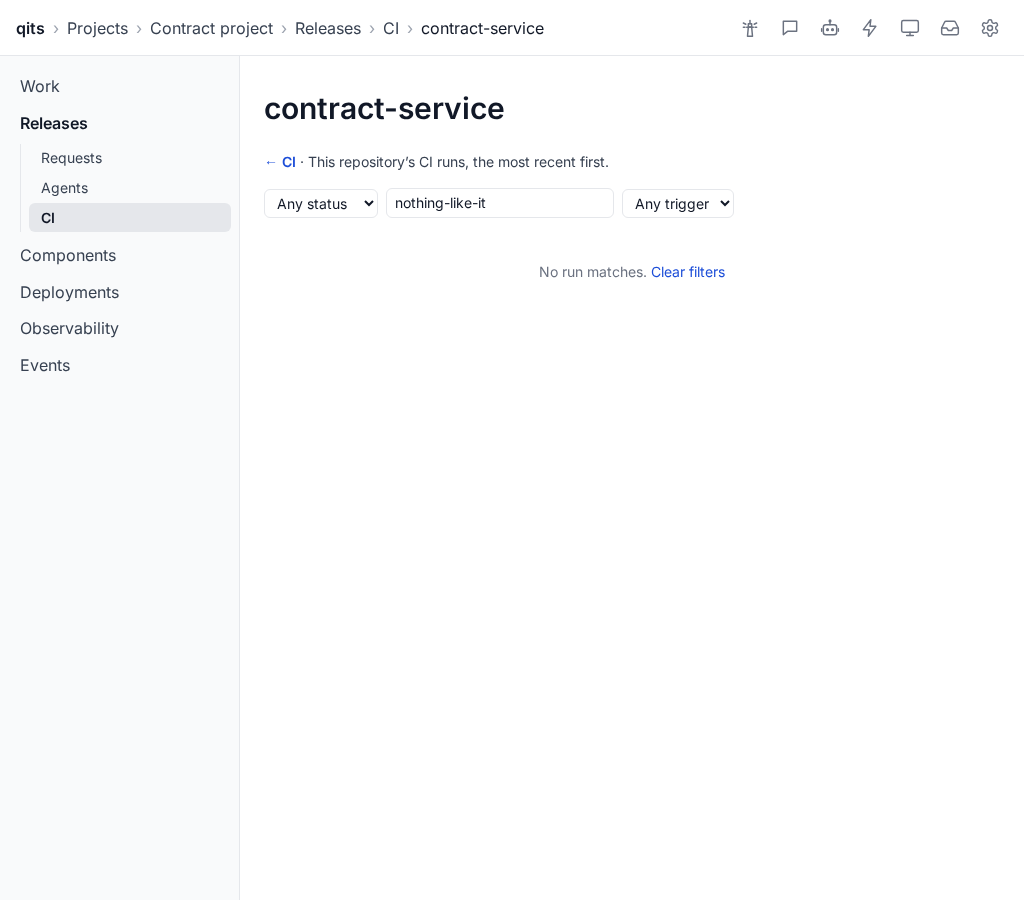 qits › Projects › Contract project › Releases › CI › contract-service
Work
Releases
Requests
Agents
CI
Components
Deployments
Observability
Events
contract-service
← CI · This repository’s CI runs, the most recent first.
Any status nothing-like-it Any trigger
No run matches. Clear filters